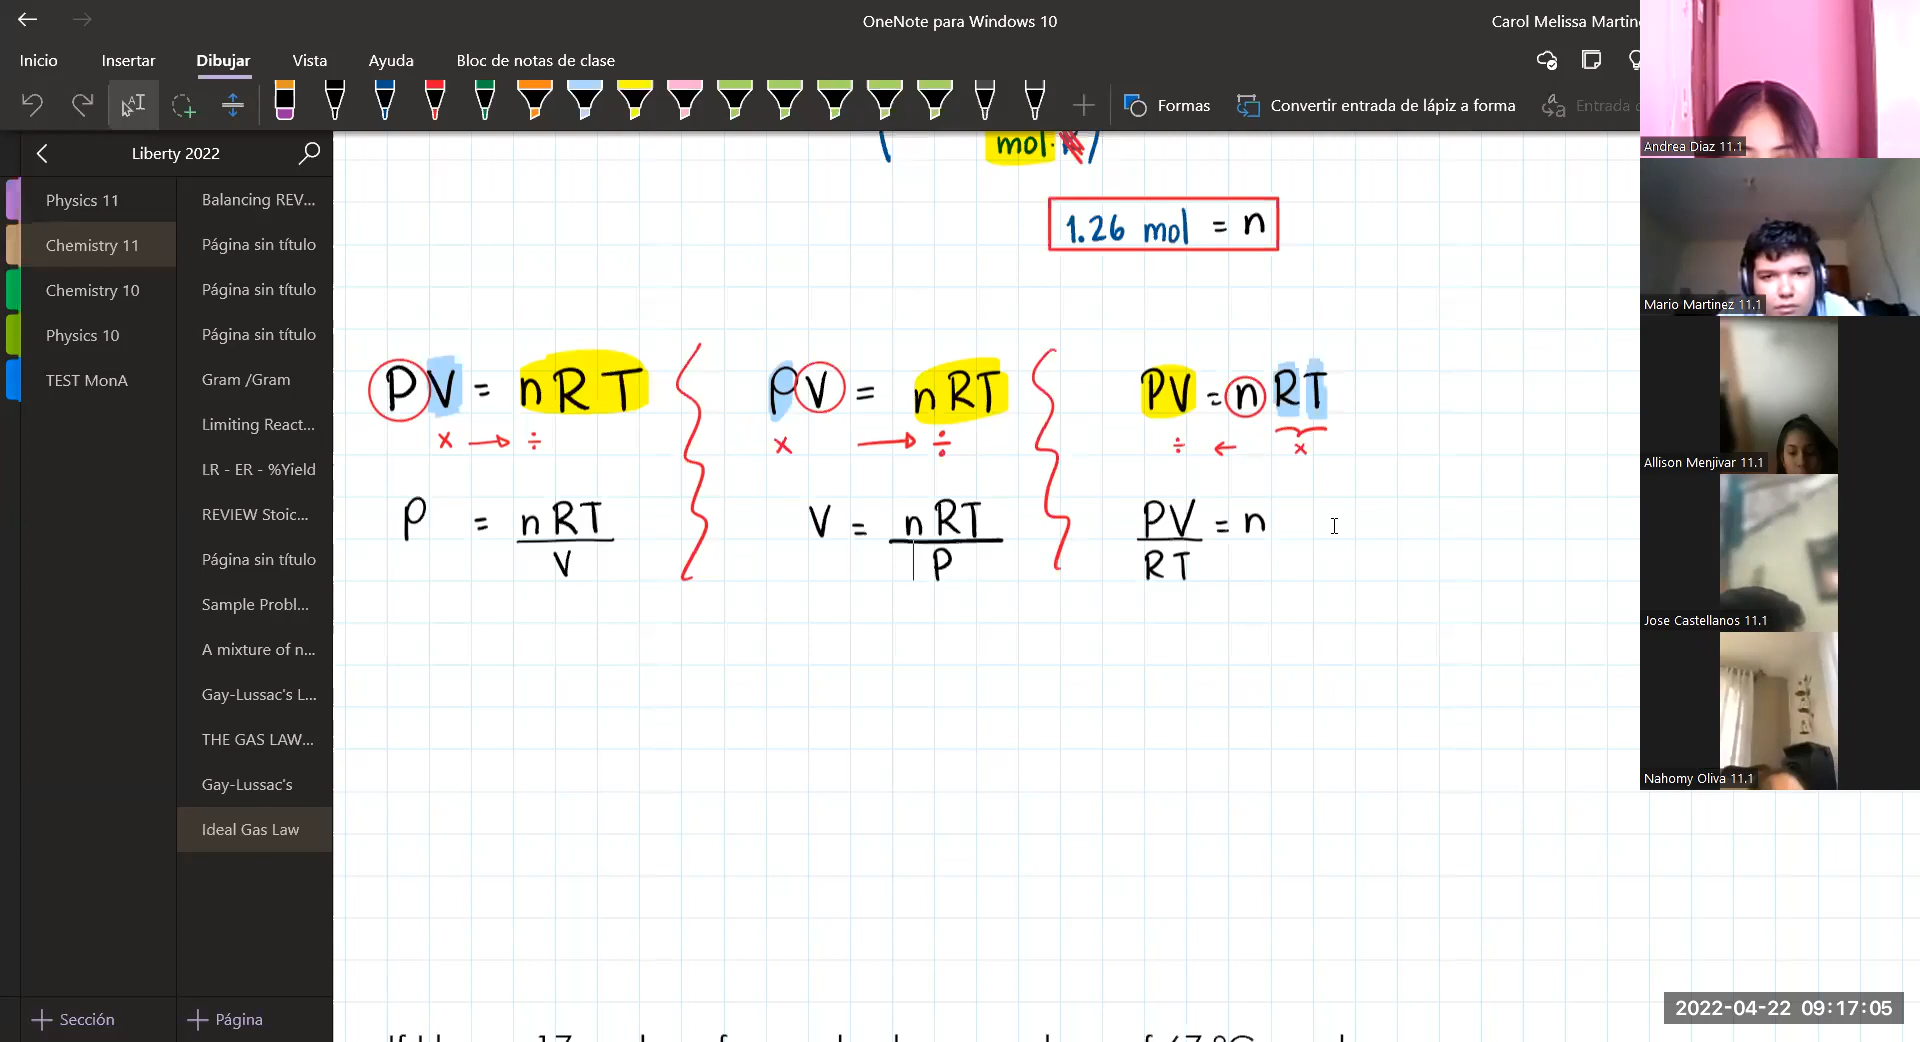 OneNote para Windows 10
Carol Melissa
Inicio Insertar Dibujar Vista Ayuda Bloc de notas de clase
Formas Convertir entrada de lápiz a forma Entrada
Liberty 2022
Physics 11
Chemistry 11
Chemistry 10
Physics 10
TEST MonA
Balancing REV...
Página sin título
Página sin título
Página sin título
Gram /Gram
Limiting React...
LR - ER - %Yield
REVIEW Stoic...
Página sin título
Sample Probl...
A mixture of n...
Gay-Lussac's L...
THE GAS LAW...
Gay-Lussac's
Ideal Gas Law
Sección
Página
mol·
1.26 mol = n
PV = nRT
x → ÷
P = nRT
V
PV = nRT
x → ÷
V = nRT
P
PV = nRT
÷ ← x
PV = n
RT
Andrea Diaz 11.1
Mario Martinez 11.1
Allison Menjivar 11.1
Jose Castellanos 11.1
Nahomy Oliva 11.1
2022-04-22 09:17:05